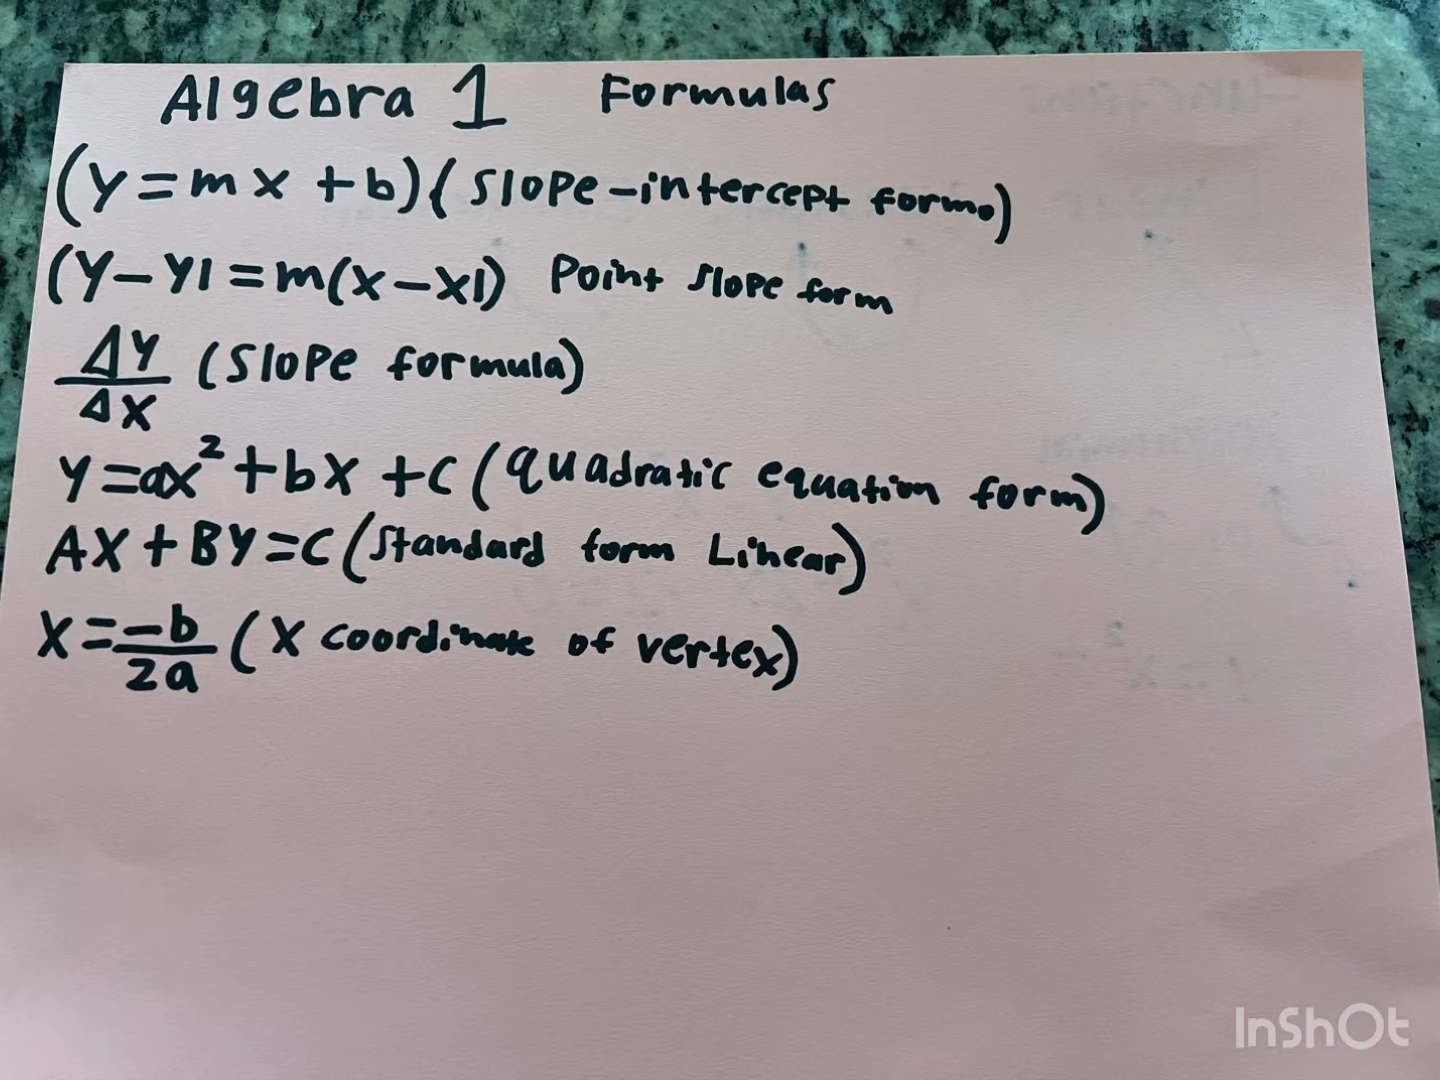 Algebra 1 Formulas
(y=mx+b)(slope-intercept form.)
(y-y1=m(x-x1) Point slope form
Δy/Δx (slope formula)
y=ax²+bx+c (quadratic equation form)
AX+BY=C (standard form Linear)
x=-b/2a (x coordinate of vertex)
InShOt